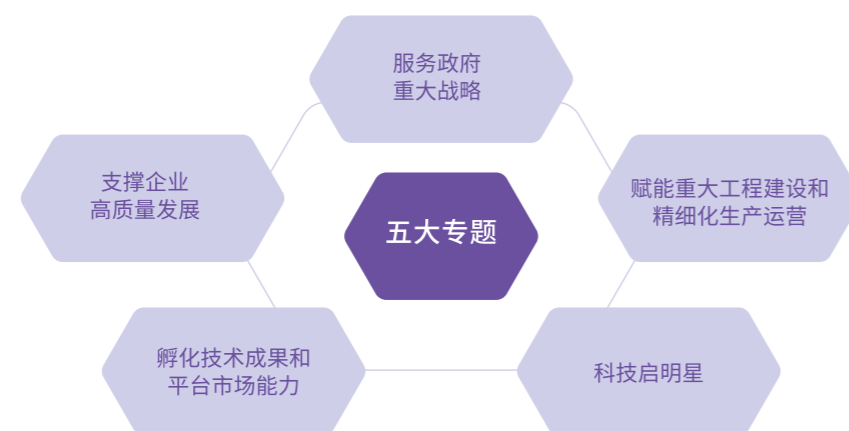 服务政府
重大战略
支撑企业
高质量发展
赋能重大工程建设和
精细化生产运营
五大专题
孵化技术成果和
平台市场能力
科技启明星